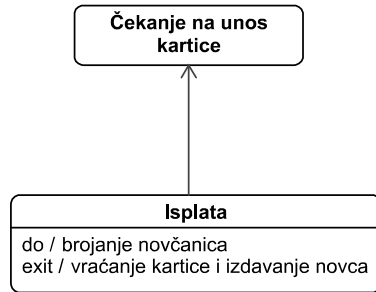 Čekanje na unos
kartice
Isplata
do / brojanje novčanica
exit / vraćanje kartice i izdavanje novca